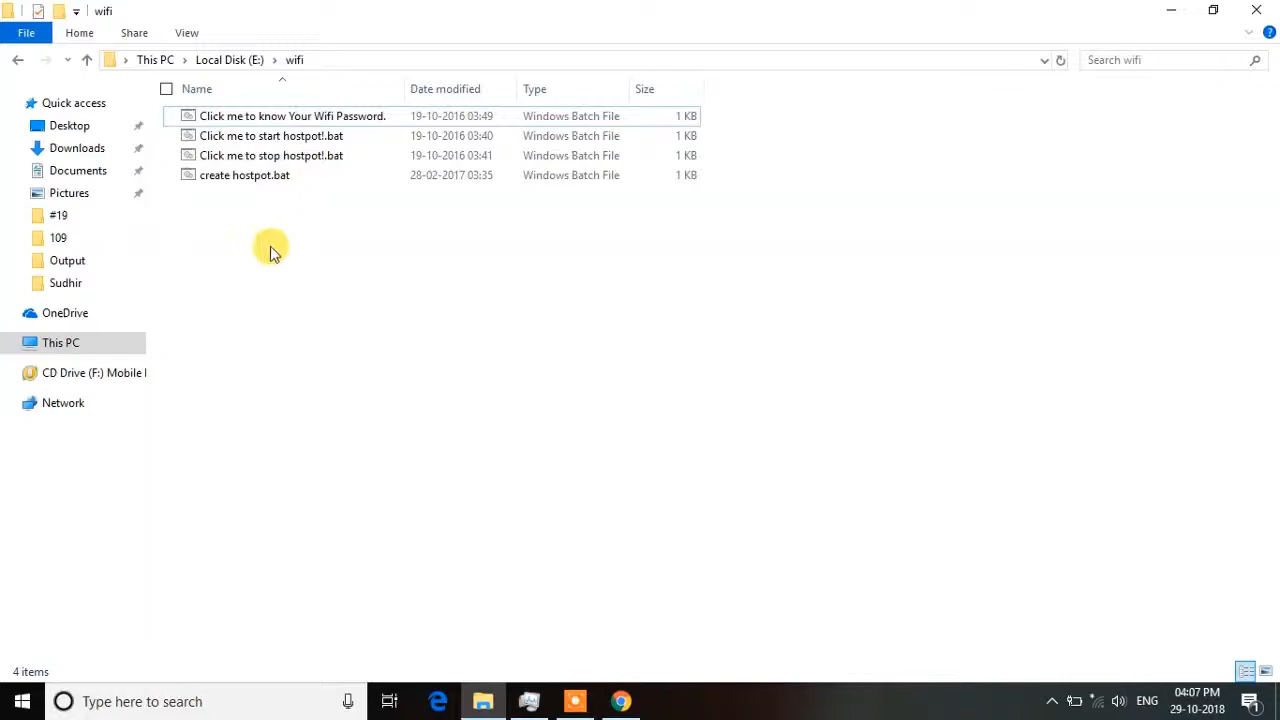 wifi
File Home Share View
This PC Local Disk (E:) wifi Search wifi
Name Date modified Type Size
Click me to know Your Wifi Password. 19-10-2016 03:49 Windows Batch File 1 KB
Click me to start hostpot!.bat 19-10-2016 03:40 Windows Batch File 1 KB
Click me to stop hostpot!.bat 19-10-2016 03:41 Windows Batch File 1 KB
create hostpot.bat 28-02-2017 03:35 Windows Batch File 1 KB
Quick access
Desktop
Downloads
Documents
Pictures
#19
109
Output
Sudhir
OneDrive
This PC
CD Drive (F:) Mobile
Network
4 items
Type here to search
ENG
04:07 PM
29-10-2018
1